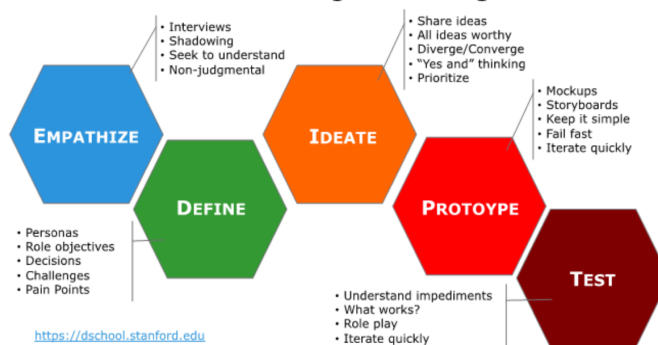 • Interviews
• Shadowing
• Seek to understand
• Non-judgmental
EMPATHIZE
• Personas
• Role objectives
• Decisions
• Challenges
• Pain Points
DEFINE
• Share ideas
• All ideas worthy
• Diverge/Converge
• “Yes and” thinking
• Prioritize
IDEATE
• Mockups
• Storyboards
• Keep it simple
• Fail fast
• Iterate quickly
PROTOYPE
• Understand impediments
• What works?
• Role play
• Iterate quickly
TEST
https://dschool.stanford.edu